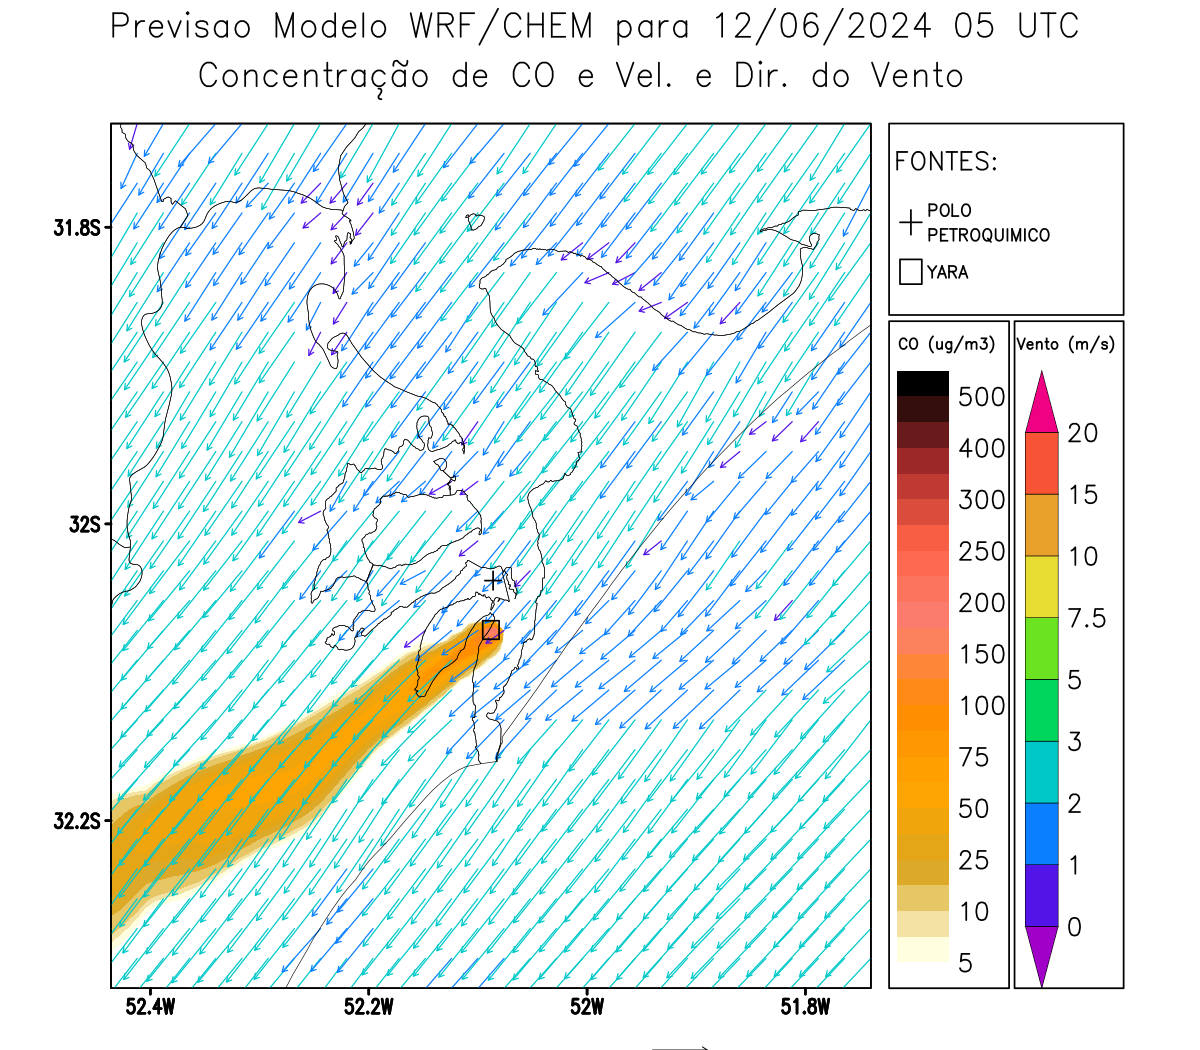 Previsao Modelo WRF/CHEM para 12/06/2024 05 UTC
Concentração de CO e Vel. e Dir. do Vento
FONTES:
POLO
PETROQUIMICO
YARA
CO (ug/m3)
500
400
300
250
200
150
100
75
50
25
10
5
Vento (m/s)
20
15
10
7.5
5
3
2
1
0
31.8S
32S
32.2S
52.4W
52.2W
52W
51.8W